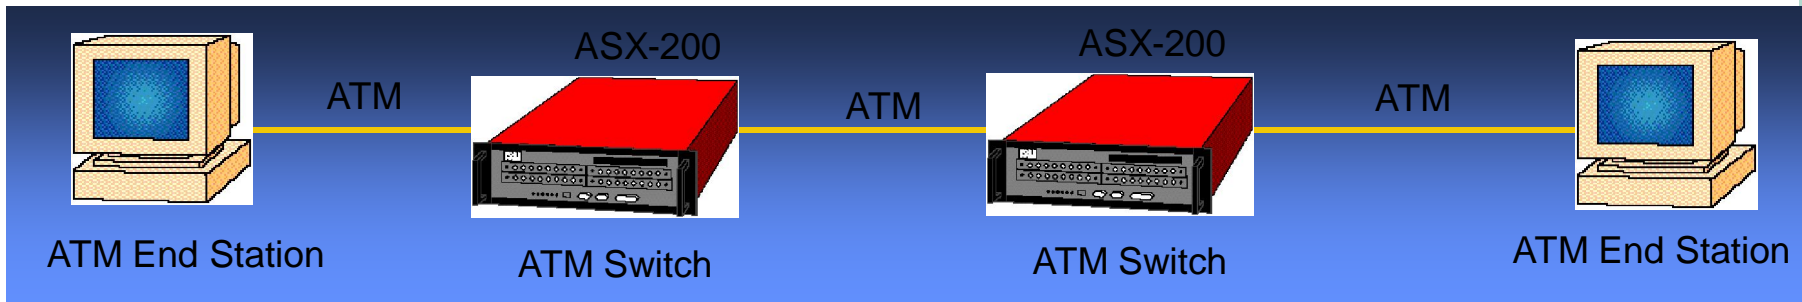 ASX-200
ASX-200
ATM
ATM
ATM
ATM End Station
ATM Switch
ATM Switch
ATM End Station